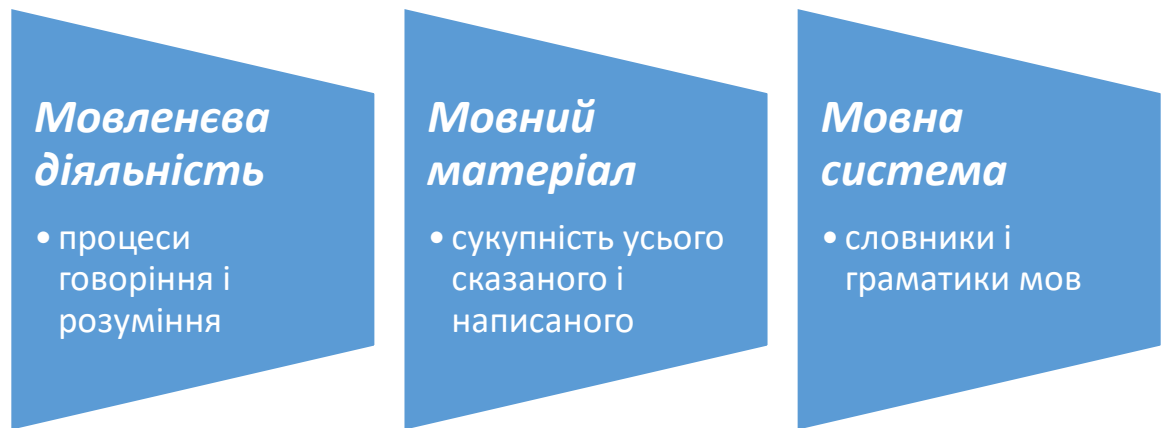 Мовленєва
діяльність
• процеси
говоріння і
розуміння
Мовний
матеріал
• сукупність усього
сказаного і
написаного
Мовна
система
• словники і
граматики мов